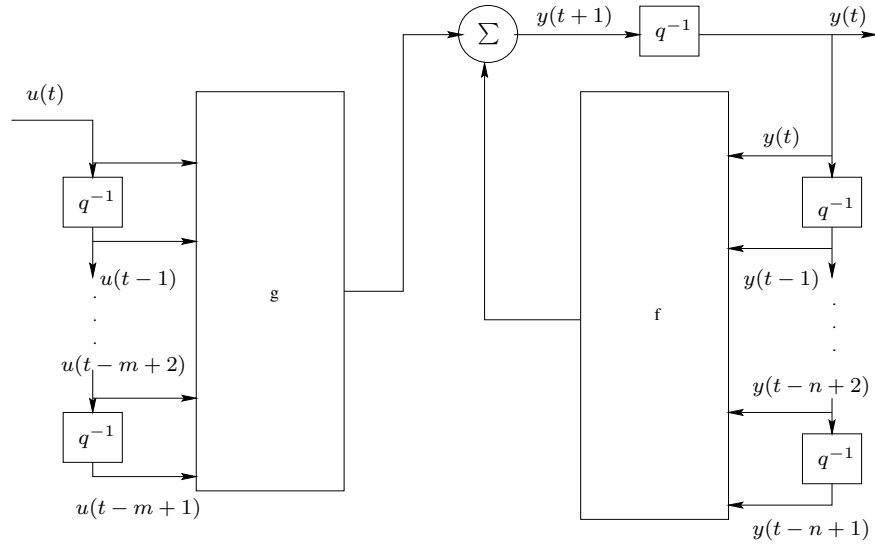 u(t)
q⁻¹
u(t − 1)
.
.
.
.
u(t − m + 2)
q⁻¹
u(t − m + 1)
g
∑
y(t + 1)
q⁻¹
y(t)
f
y(t)
q⁻¹
y(t − 1)
.
.
.
.
y(t − n + 2)
q⁻¹
y(t − n + 1)